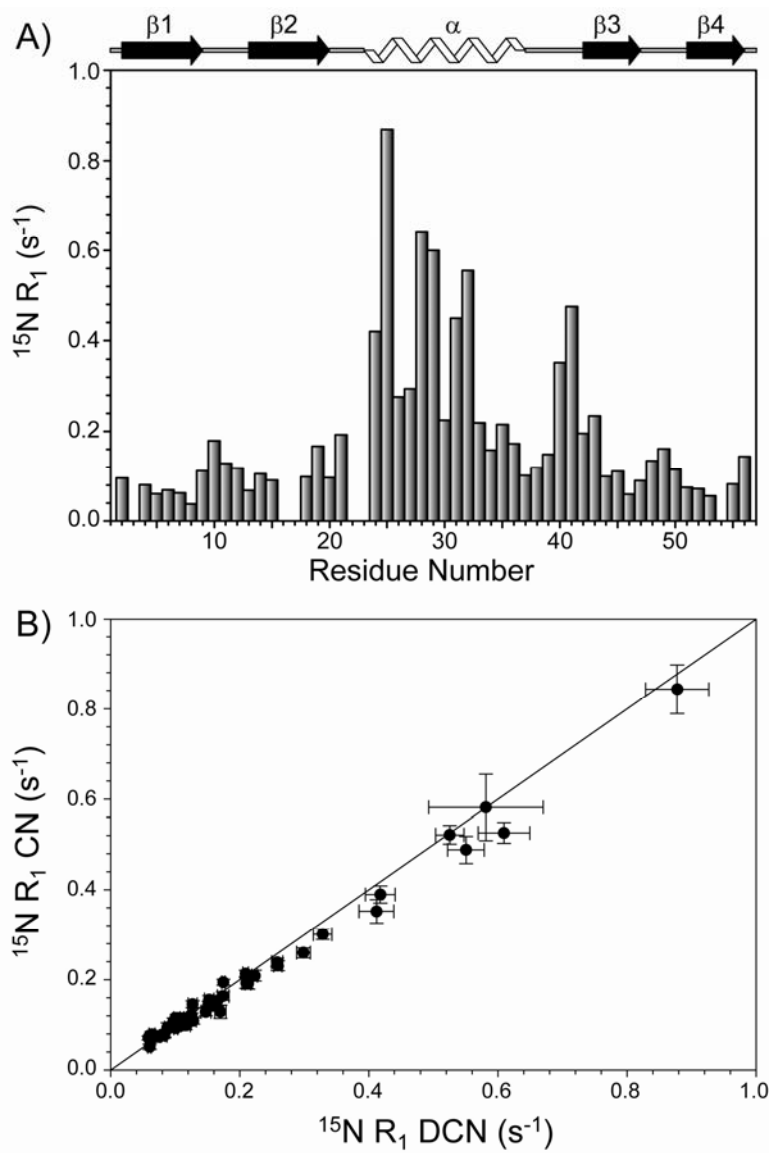 A)
β1 β2 α β3 β4
1.0
0.8
0.6
0.4
0.2
0.0
¹⁵N R₁ (s⁻¹)
10 20 30 40 50
Residue Number
B)
1.0
0.8
0.6
0.4
0.2
0.0
¹⁵N R₁ CN (s⁻¹)
0.0 0.2 0.4 0.6 0.8 1.0
¹⁵N R₁ DCN (s⁻¹)